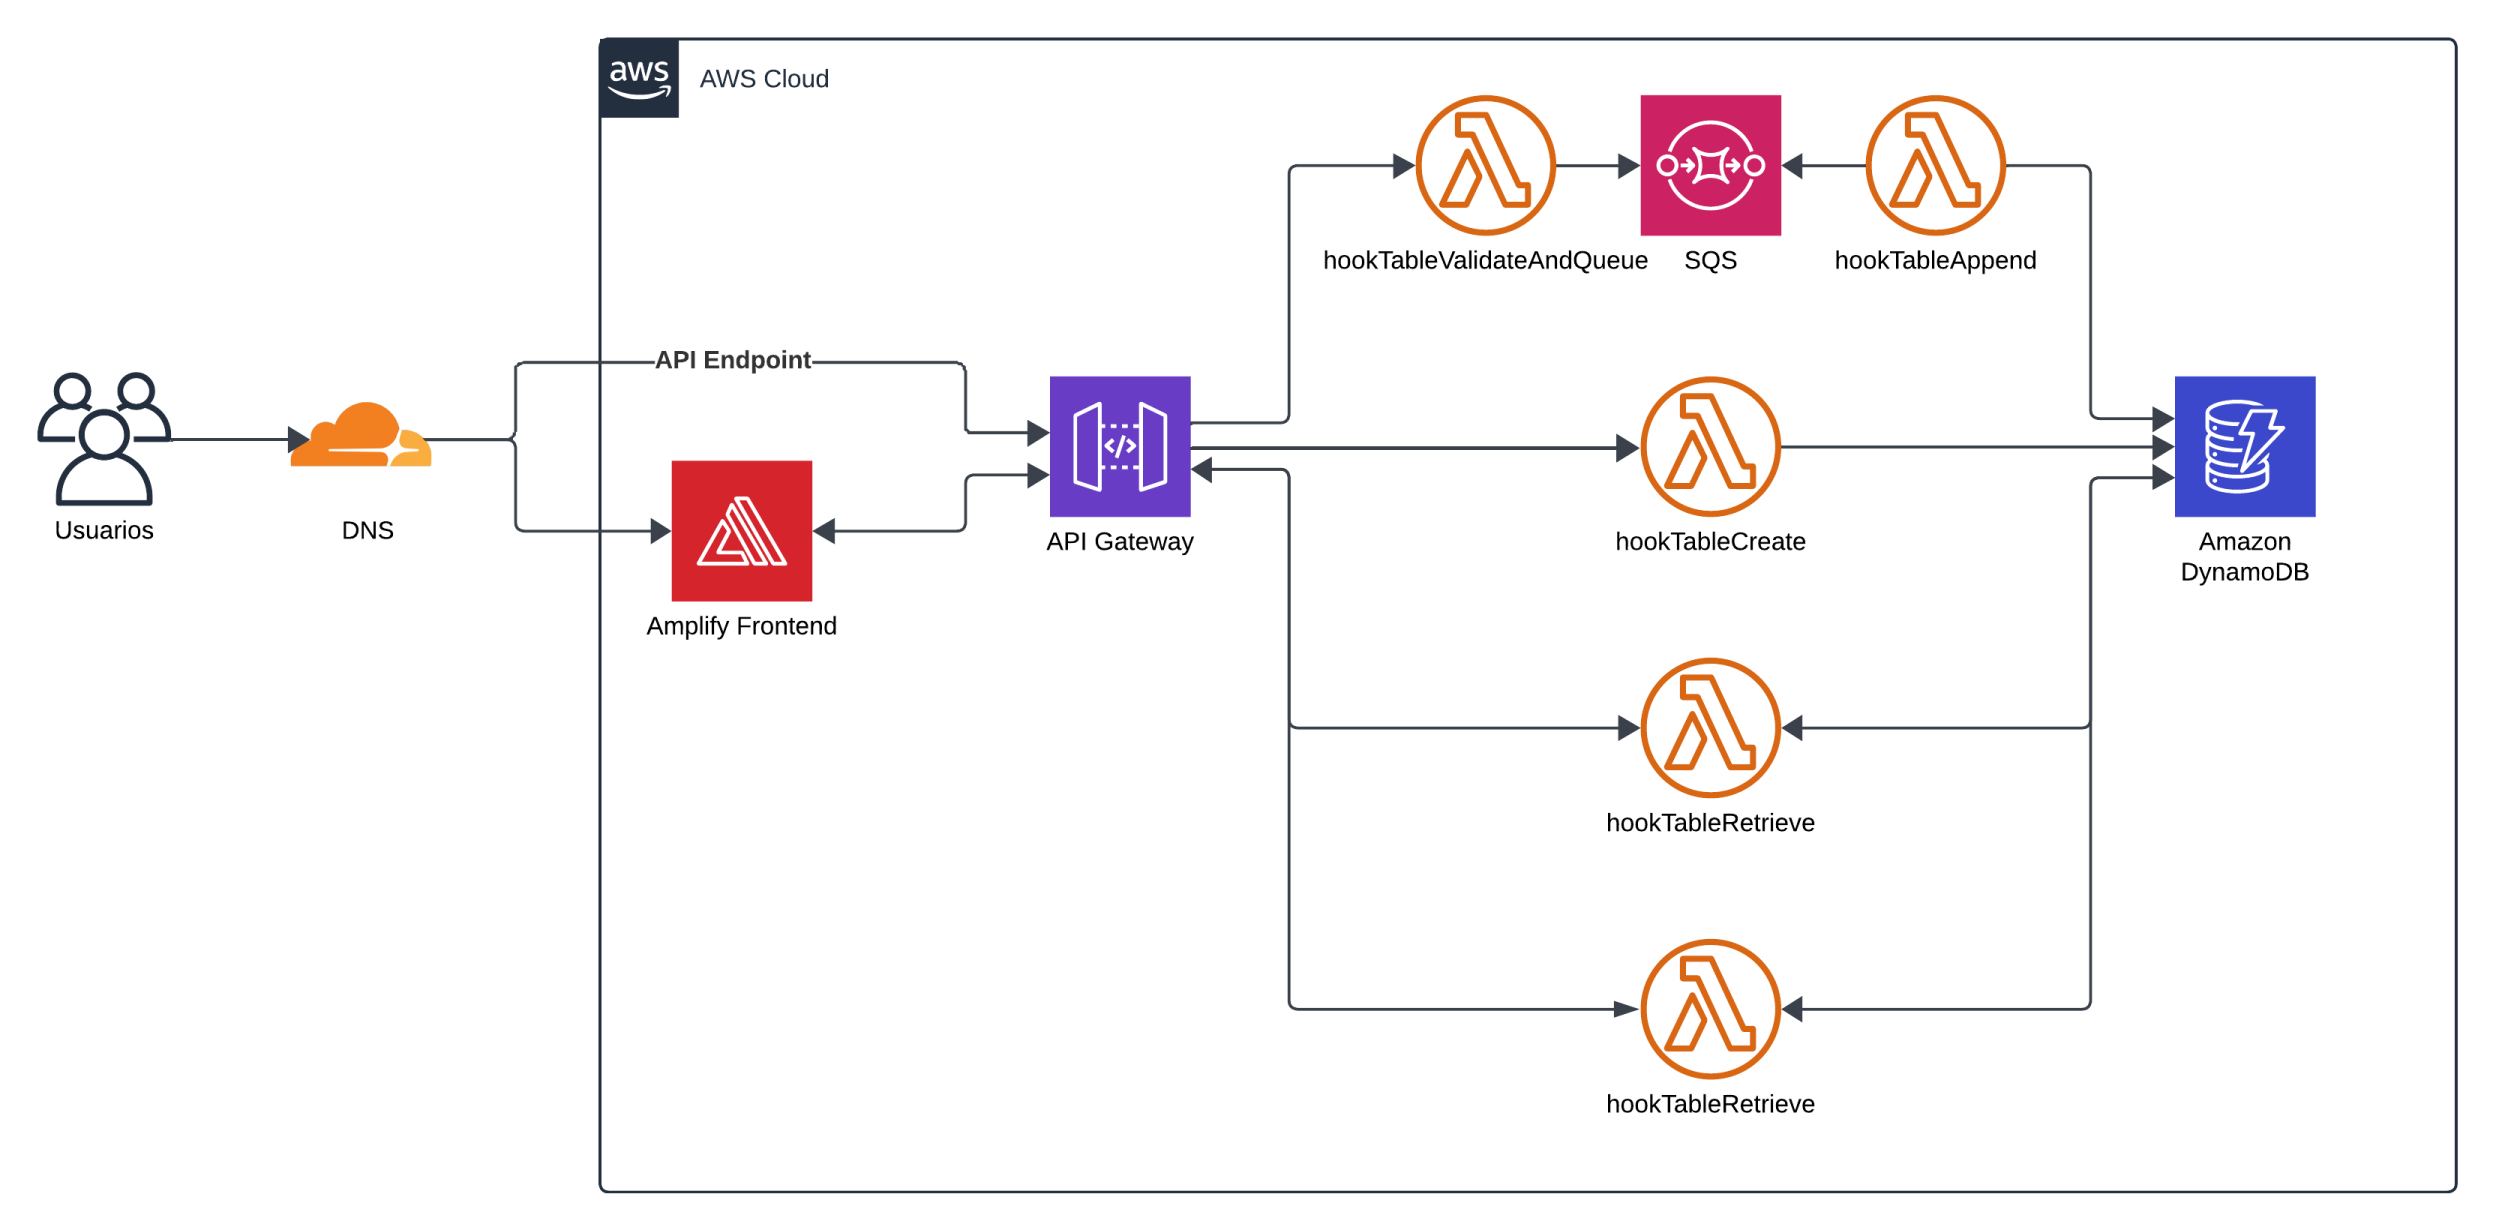 aws
AWS Cloud
hookTableValidateAndQueue
SQS
hookTableAppend
API Endpoint
Usuarios
DNS
API Gateway
hookTableCreate
Amazon
DynamoDB
Amplify Frontend
hookTableRetrieve
hookTableRetrieve